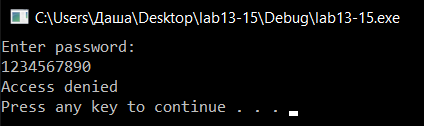 C:\Users\Даша\Desktop\lab13-15\Debug\lab13-15.exe
Enter password:
1234567890
Access denied
Press any key to continue . . .